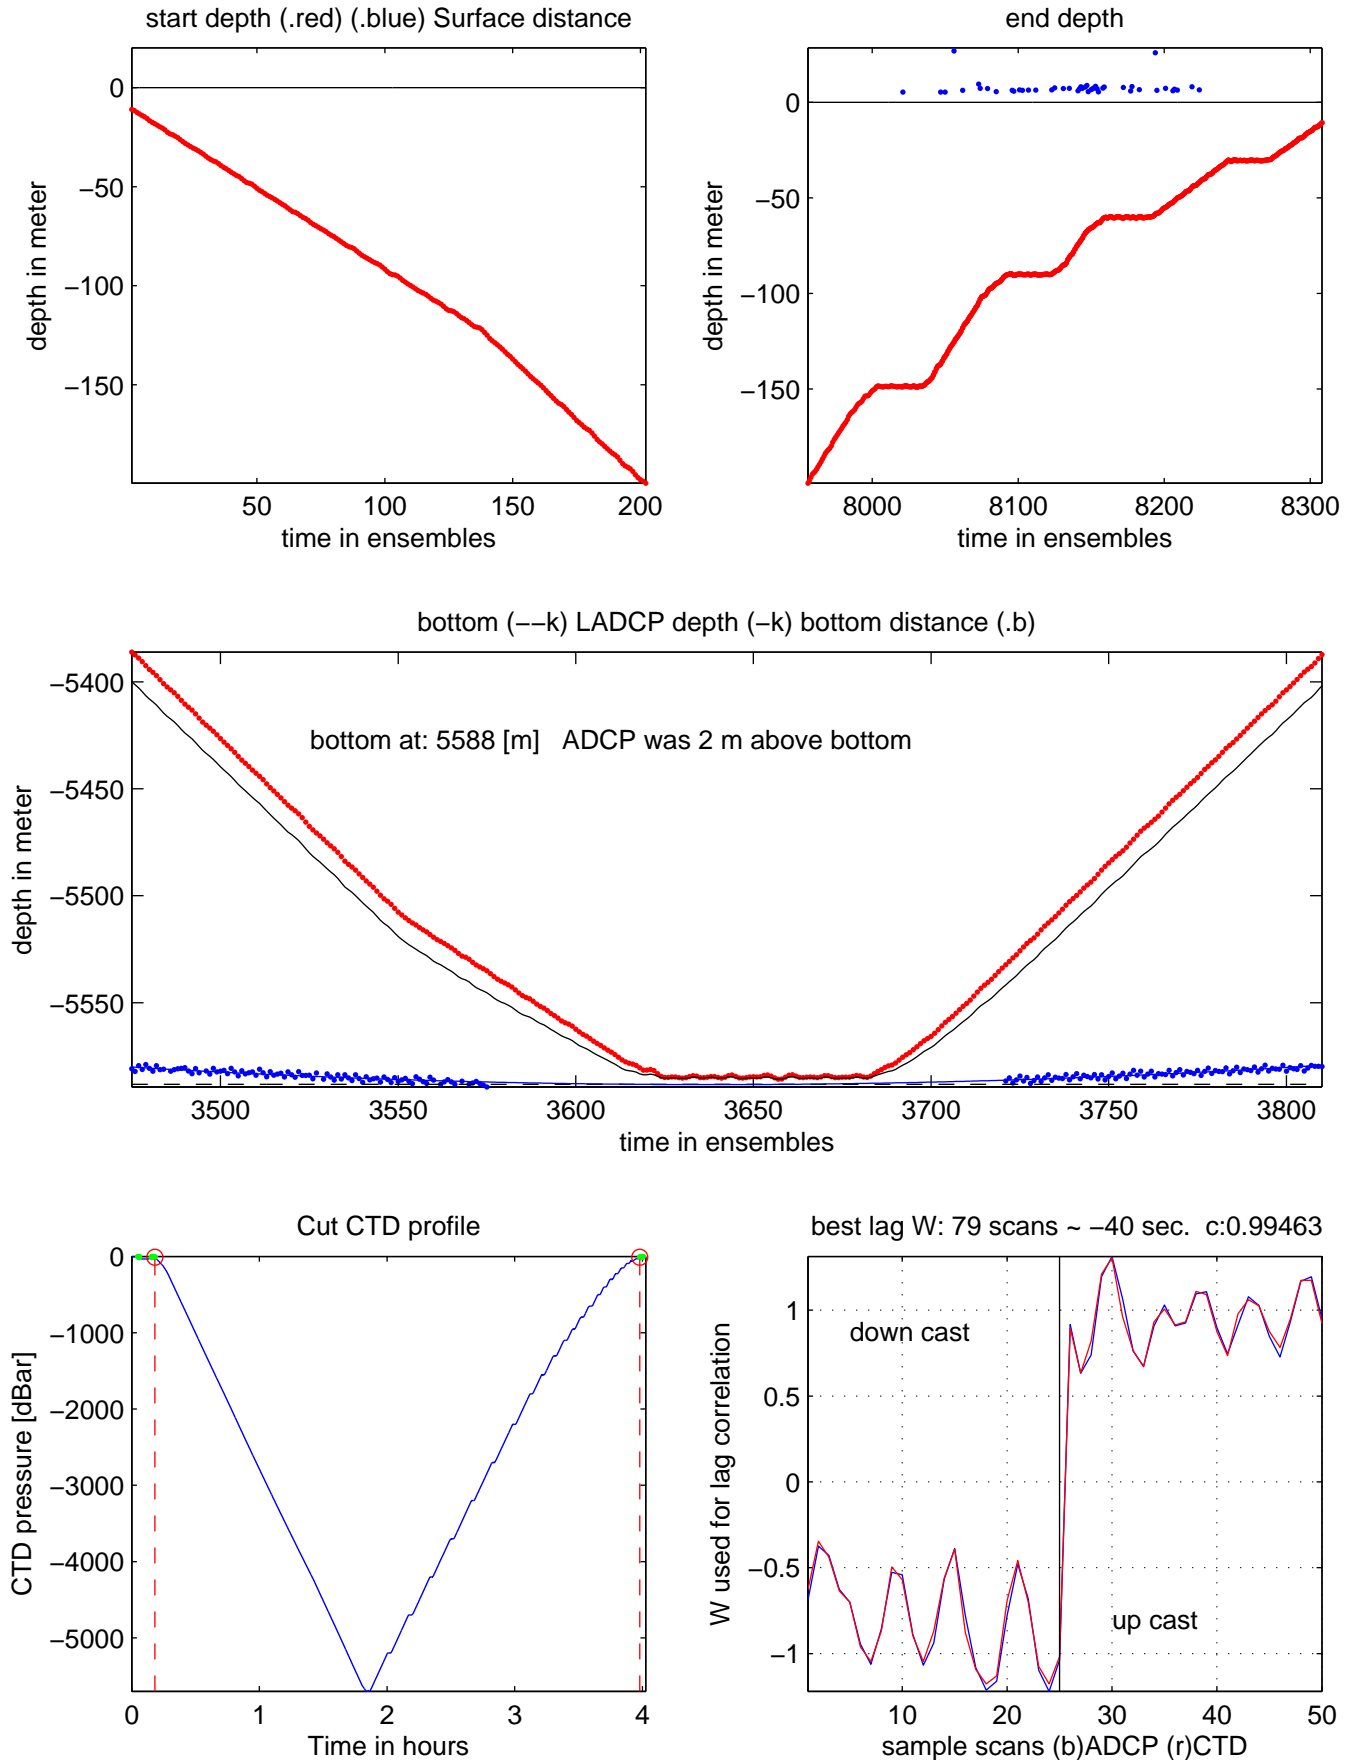 start depth (.red) (.blue) Surface distance
end depth
0
−50
−100
−150
depth in meter
50
100
150
200
time in ensembles
0
−50
−100
−150
depth in meter
8000
8100
8200
8300
time in ensembles
bottom (−−k) LADCP depth (−k) bottom distance (.b)
−5400
−5450
−5500
−5550
depth in meter
bottom at: 5588 [m]   ADCP was 2 m above bottom
3500
3550
3600
3650
3700
3750
3800
time in ensembles
Cut CTD profile
0
−1000
−2000
−3000
−4000
−5000
CTD pressure [dBar]
0
1
2
3
4
Time in hours
best lag W: 79 scans ~ −40 sec.  c:0.99463
1
0.5
0
−0.5
−1
W used for lag correlation
down cast
up cast
10
20
30
40
50
sample scans (b)ADCP (r)CTD